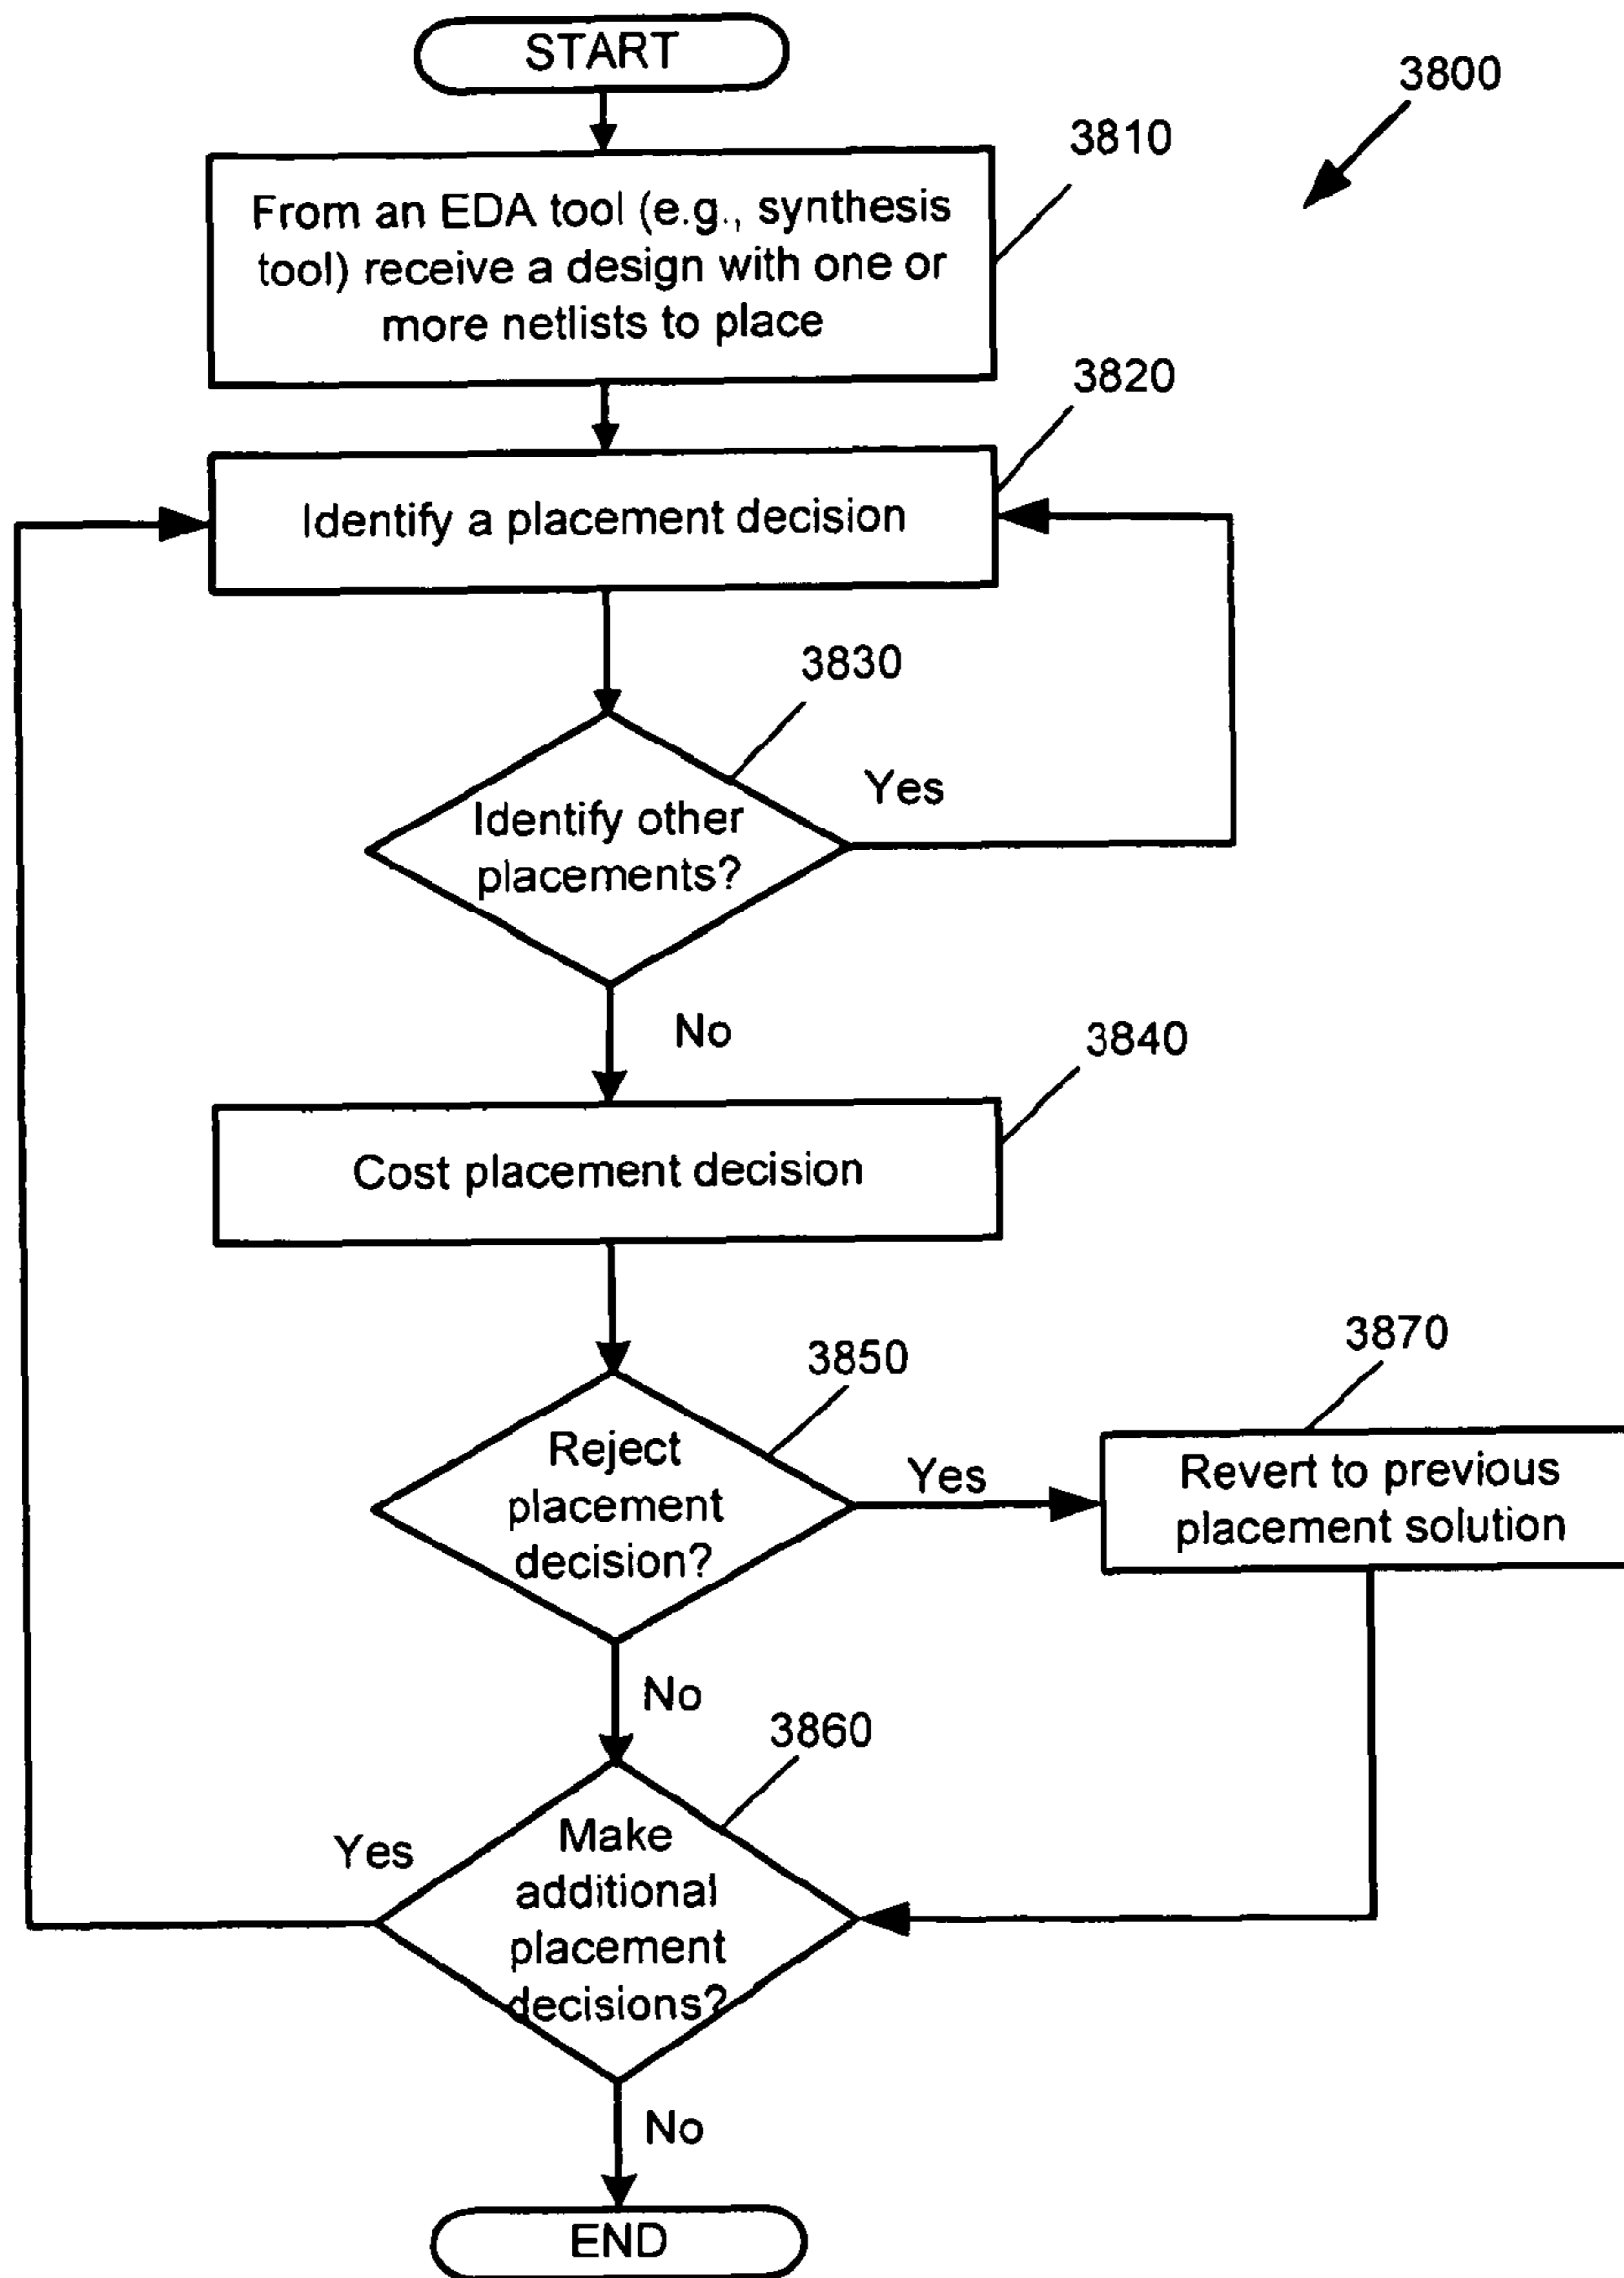 START
3800
3810
From an EDA tool (e.g., synthesis
tool) receive a design with one or
more netlists to place
3820
Identify a placement decision
3830
Identify other
placements?
Yes
No
3840
Cost placement decision
3850
Reject
placement
decision?
Yes
3870
Revert to previous
placement solution
No
3860
Make
additional
placement
decisions?
Yes
No
END